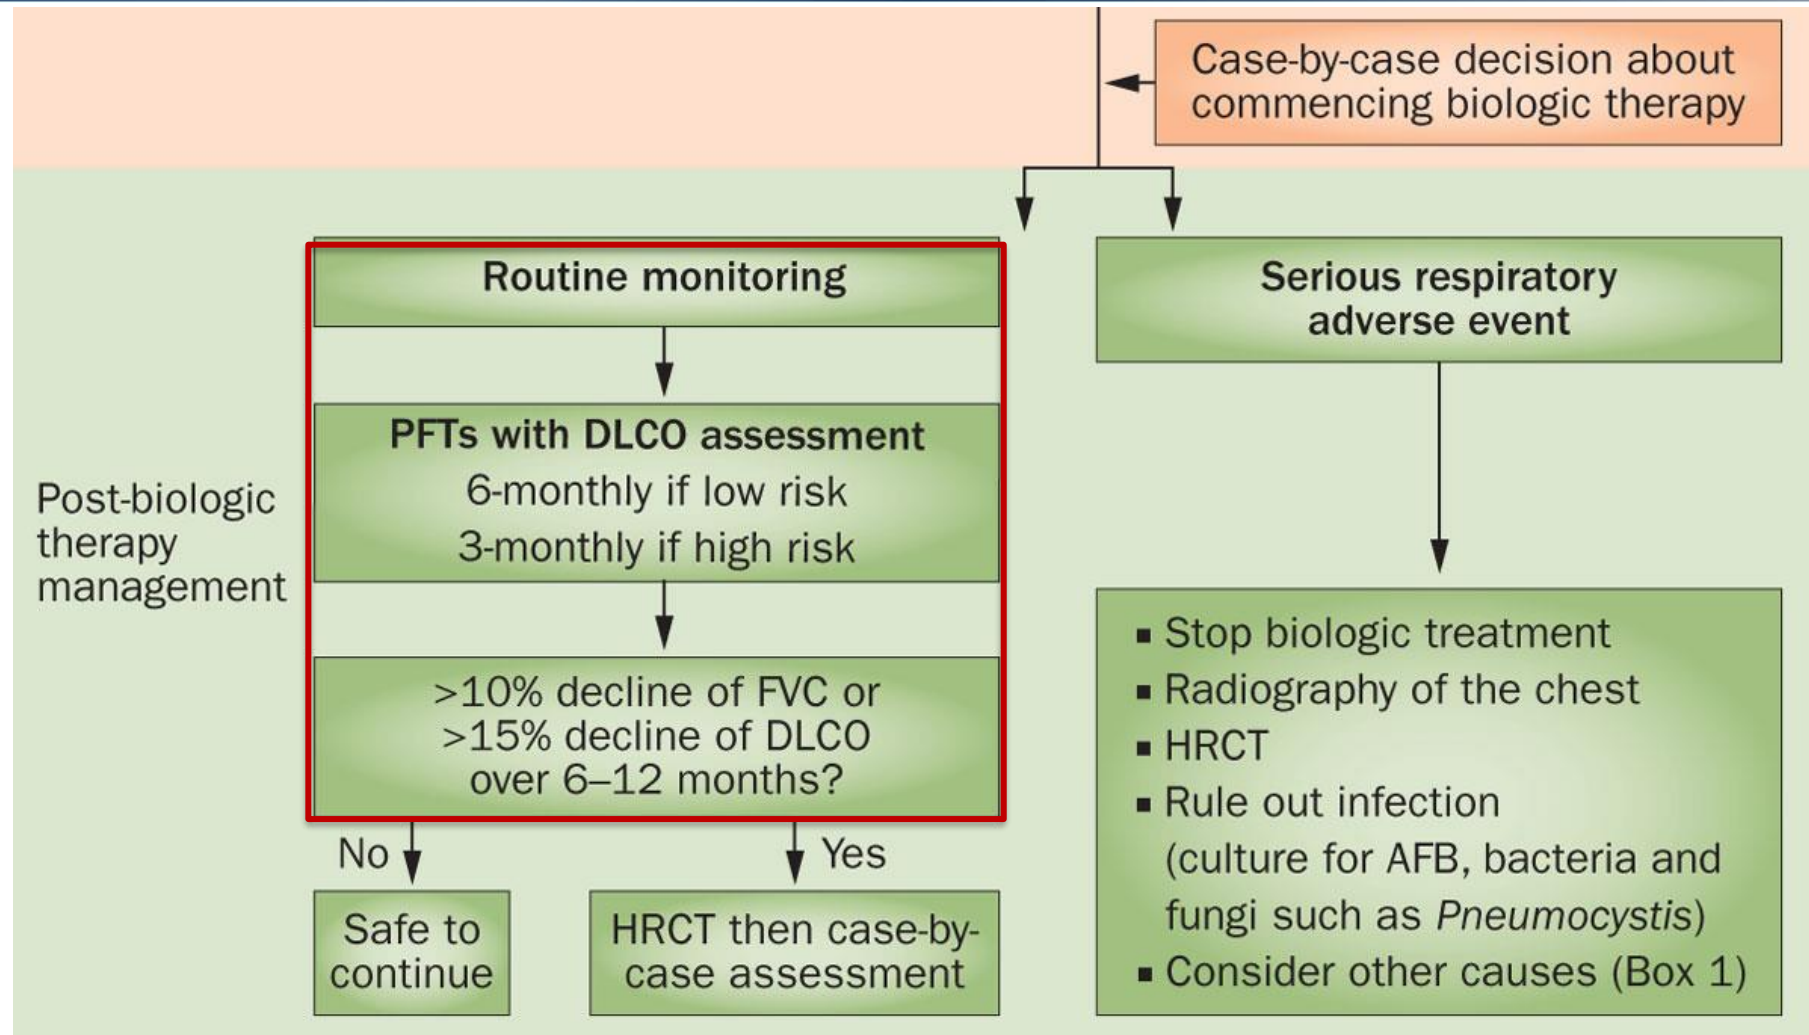 Case-by-case decision about
commencing biologic therapy
Routine monitoring
Serious respiratory
adverse event
PFTs with DLCO assessment
6-monthly if low risk
3-monthly if high risk
Post-biologic
therapy
management
>10% decline of FVC or
>15% decline of DLCO
over 6–12 months?
No
Yes
Safe to
continue
HRCT then case-by-
case assessment
▪ Stop biologic treatment
▪ Radiography of the chest
▪ HRCT
▪ Rule out infection
(culture for AFB, bacteria and
fungi such as Pneumocystis)
▪ Consider other causes (Box 1)